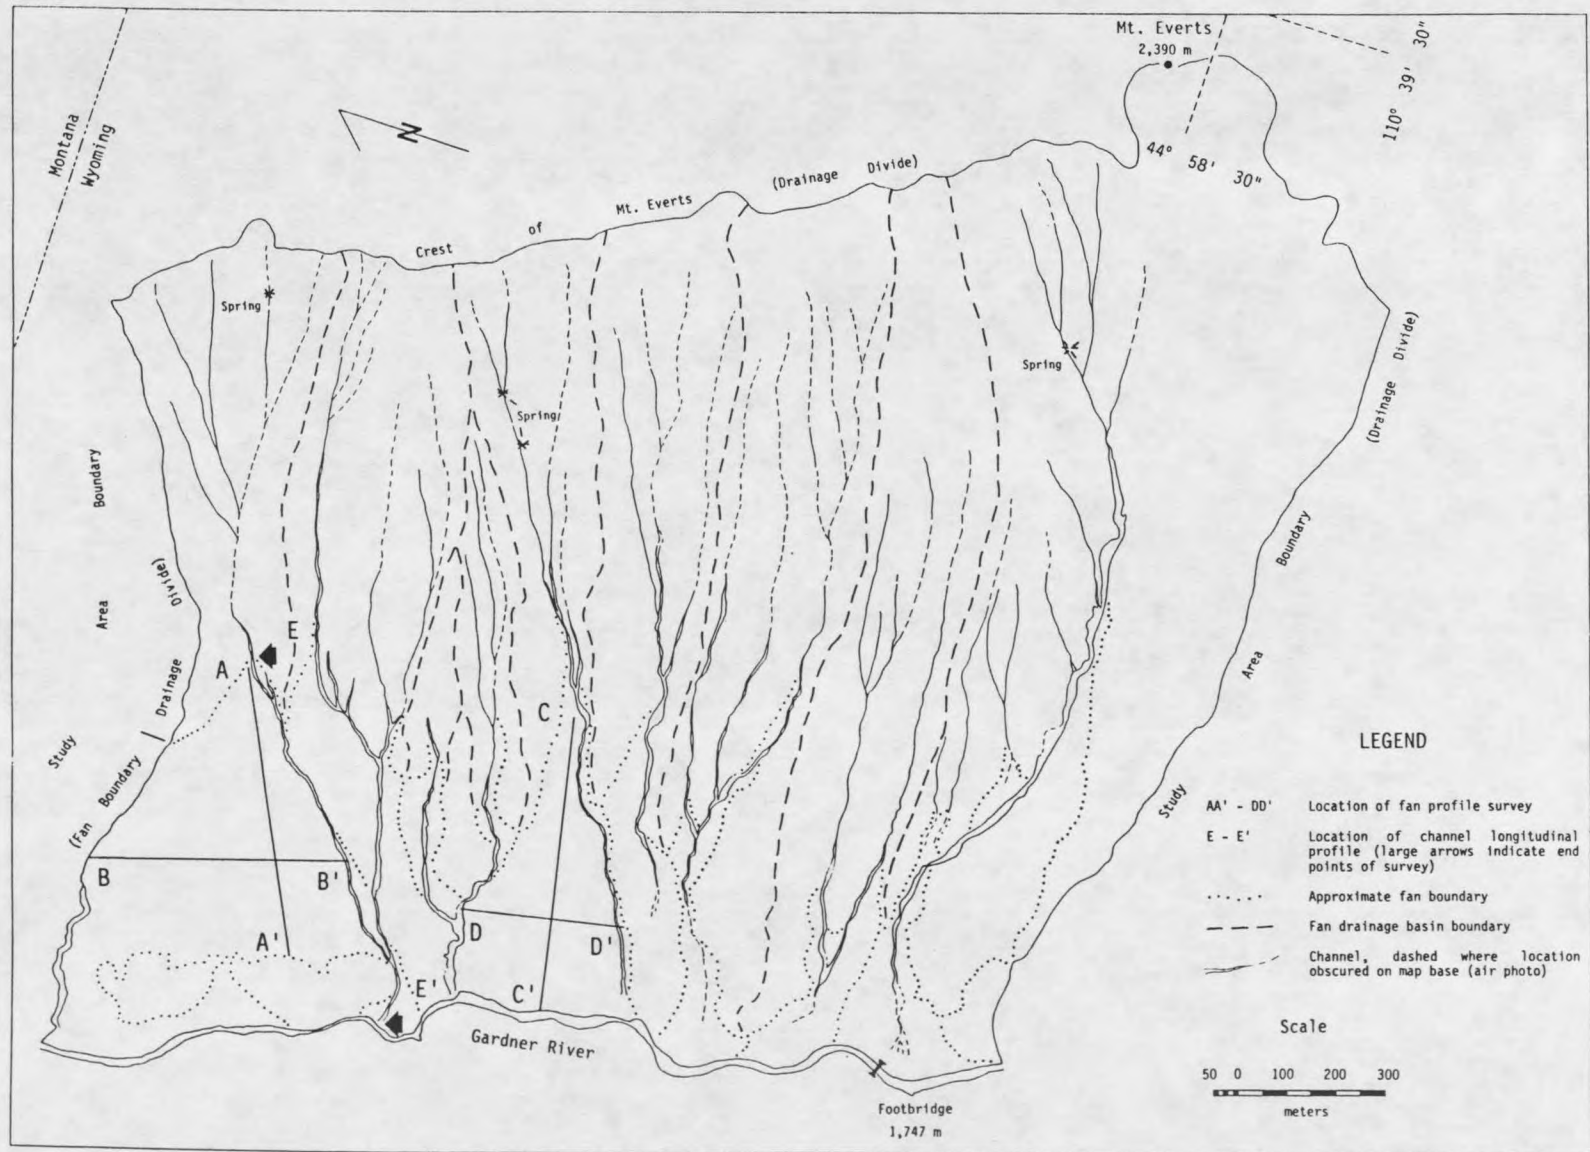 Mt. Everts
2,390 m
110° 39' 30"
44° 58' 30"
Montana
Wyoming
N
(Drainage Divide)
Crest of Mt. Everts
Spring
Spring
Spring
(Drainage Divide)
Study Area Boundary
(Fan Boundary | Drainage Divide)
Study Area Boundary
E
A
C
B
B'
A'
D
D'
E'
C'
Gardner River
Footbridge
1,747 m
LEGEND
AA' - DD' Location of fan profile survey
E - E' Location of channel longitudinal
profile (large arrows indicate end
points of survey)
Approximate fan boundary
Fan drainage basin boundary
Channel, dashed where location
obscured on map base (air photo)
Scale
50 0 100 200 300
meters